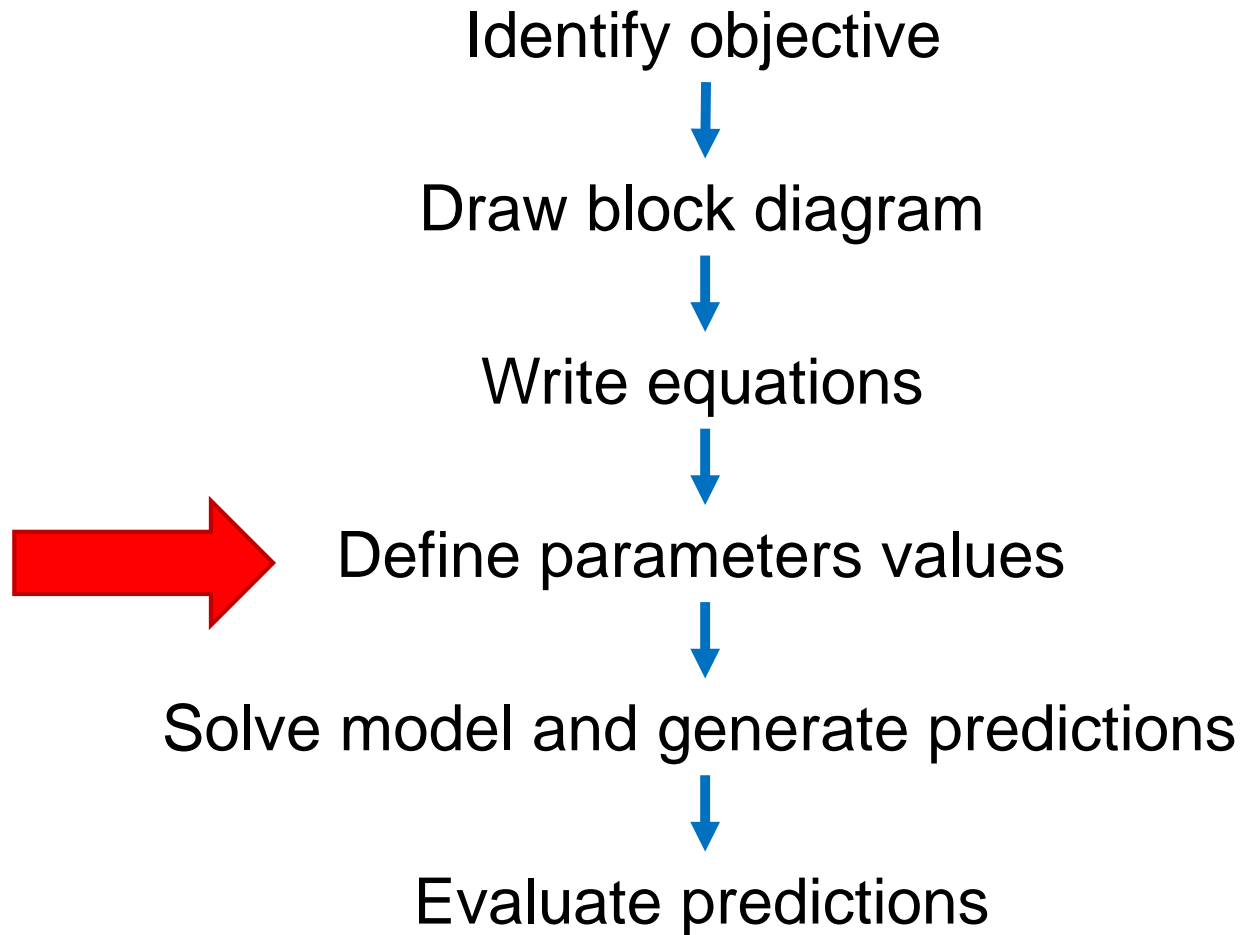 Identify objective
Draw block diagram
Write equations
Define parameters values
Solve model and generate predictions
Evaluate predictions